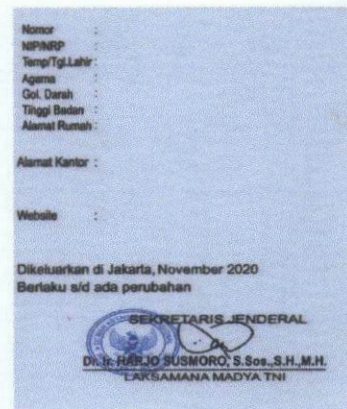 Nomor :
NIP/NRP :
Temp/Tgl.Lahir :
Agama :
Gol. Darah :
Tinggi Badan :
Alamat Rumah :
Alamat Kantor :
Website :
Dikeluarkan di Jakarta, November 2020
Berlaku s/d ada perubahan
SEKRETARIS JENDERAL
Dr. Ir. HARJO SUSMORO, S.Sos.,S.H.,M.H.
LAKSAMANA MADYA TNI